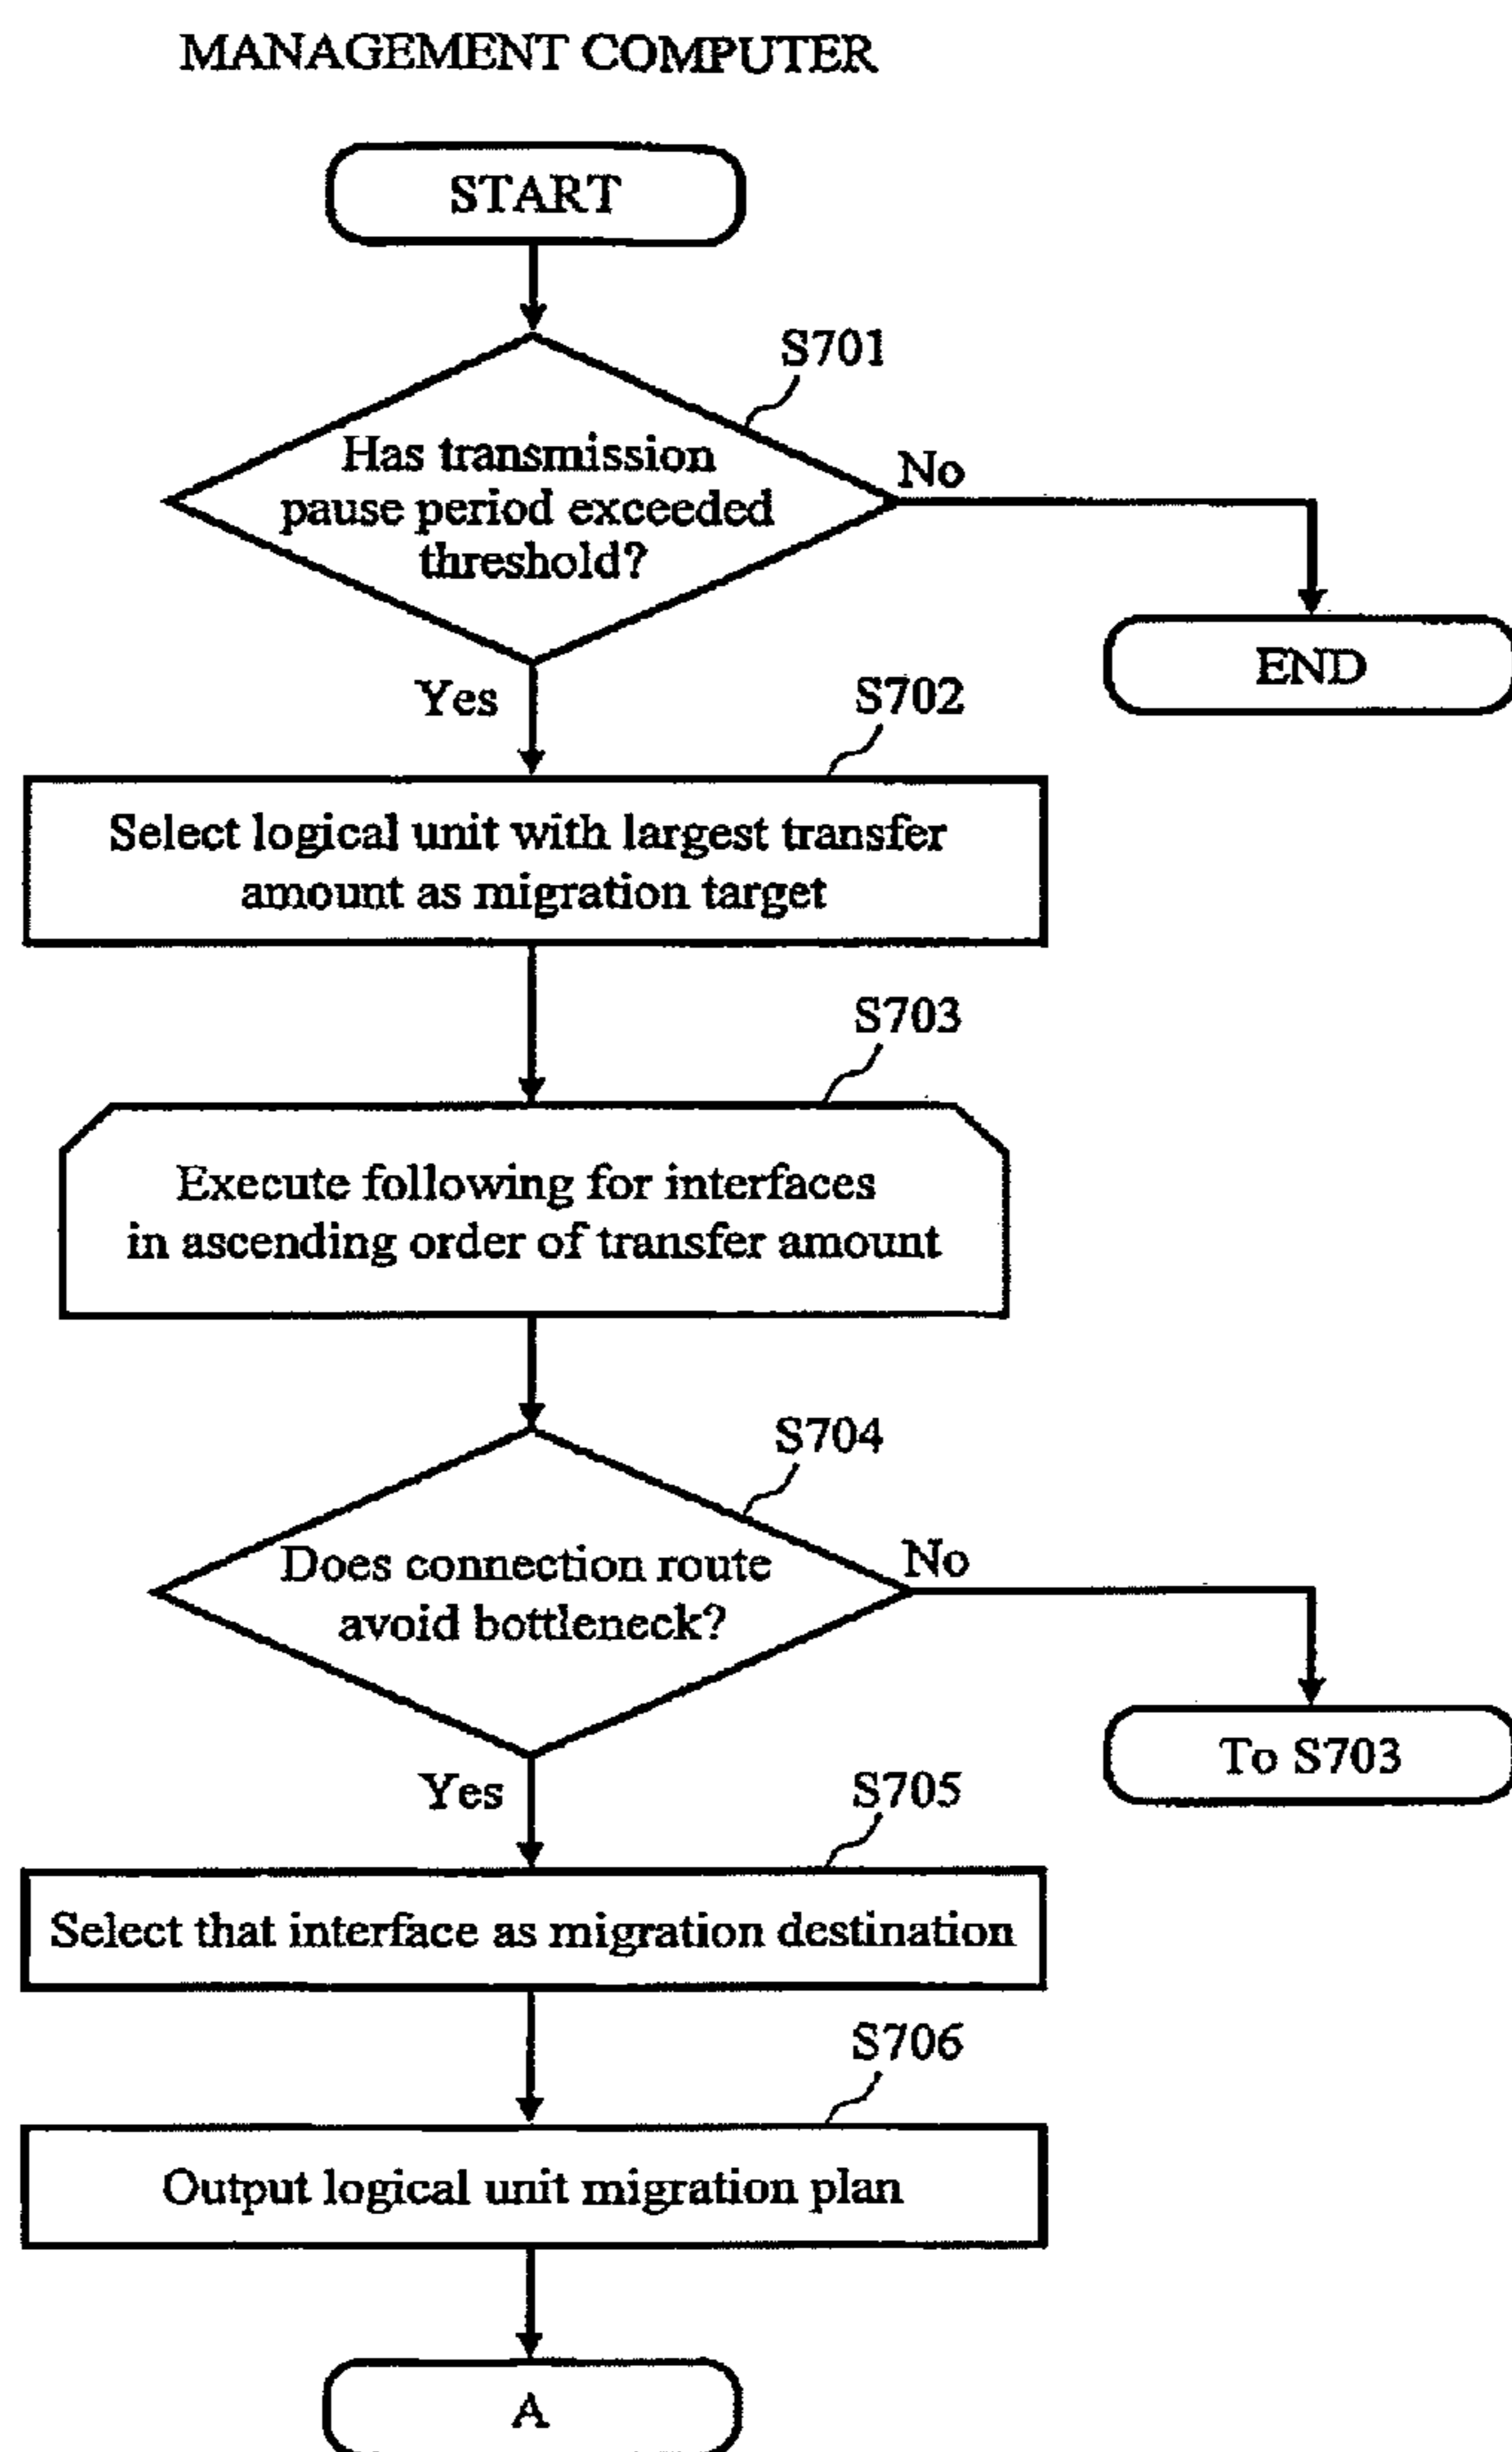 MANAGEMENT COMPUTER
START
S701
Has transmission
pause period exceeded
threshold?
No
END
Yes
S702
Select logical unit with largest transfer
amount as migration target
S703
Execute following for interfaces
in ascending order of transfer amount
S704
Does connection route
avoid bottleneck?
No
To S703
Yes
S705
Select that interface as migration destination
S706
Output logical unit migration plan
A